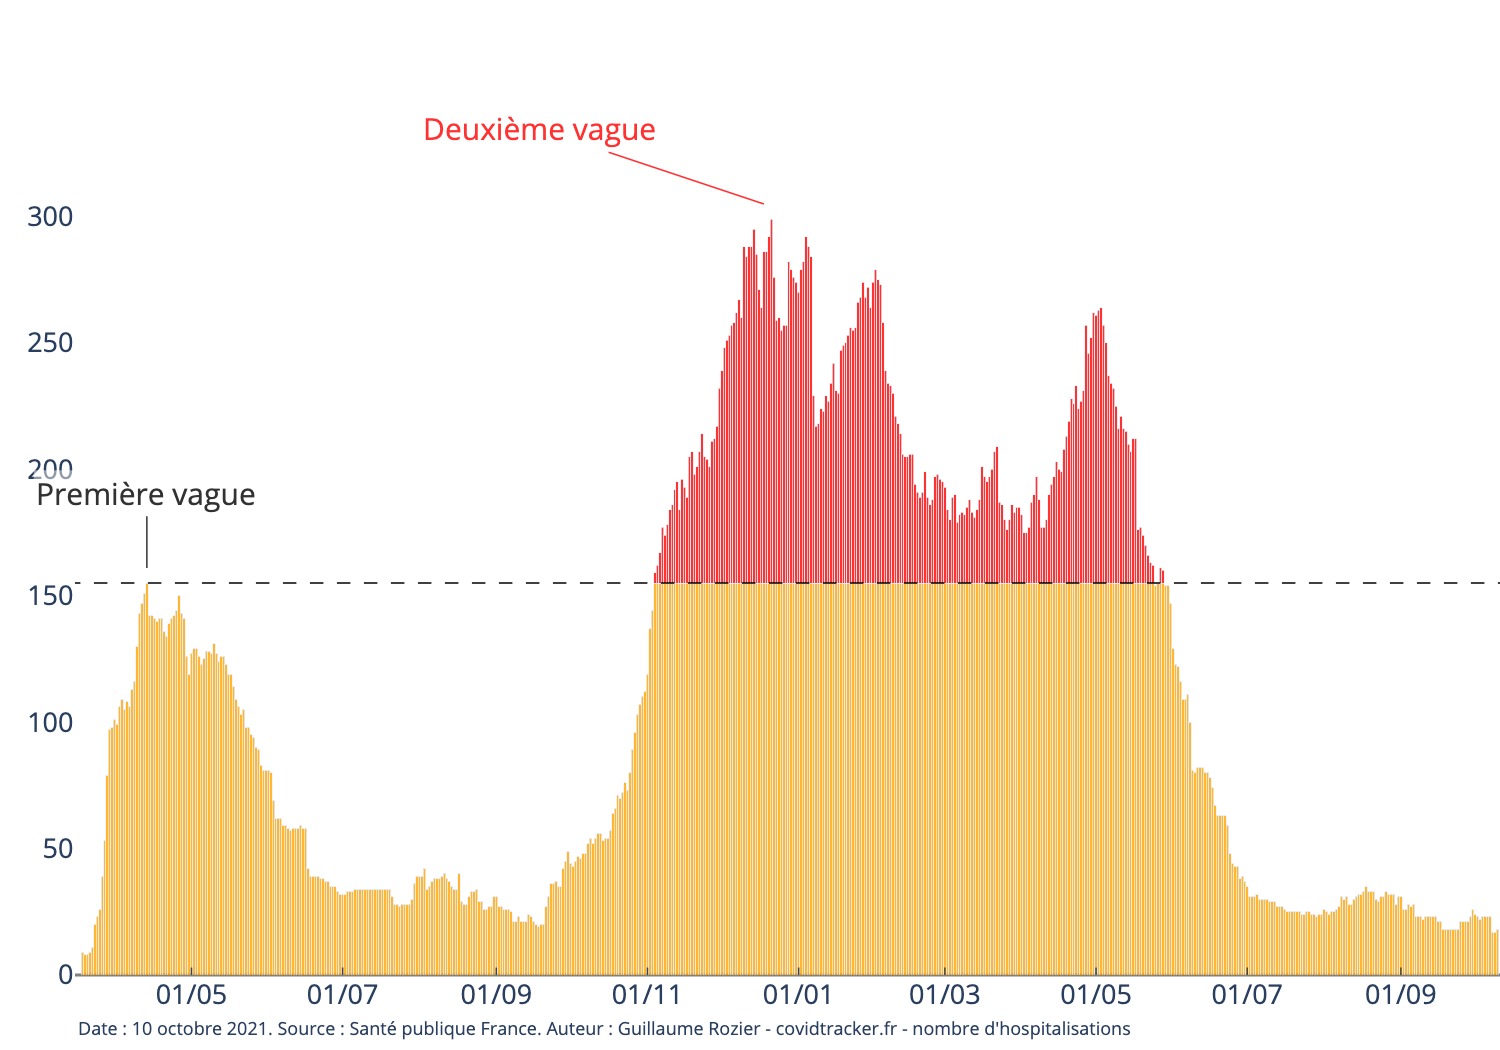 Deuxième vague
300
250
200
Première vague
150
100
50
0
01/05 01/07 01/09 01/11 01/01 01/03 01/05 01/07 01/09
Date : 10 octobre 2021. Source : Santé publique France. Auteur : Guillaume Rozier - covidtracker.fr - nombre d'hospitalisations